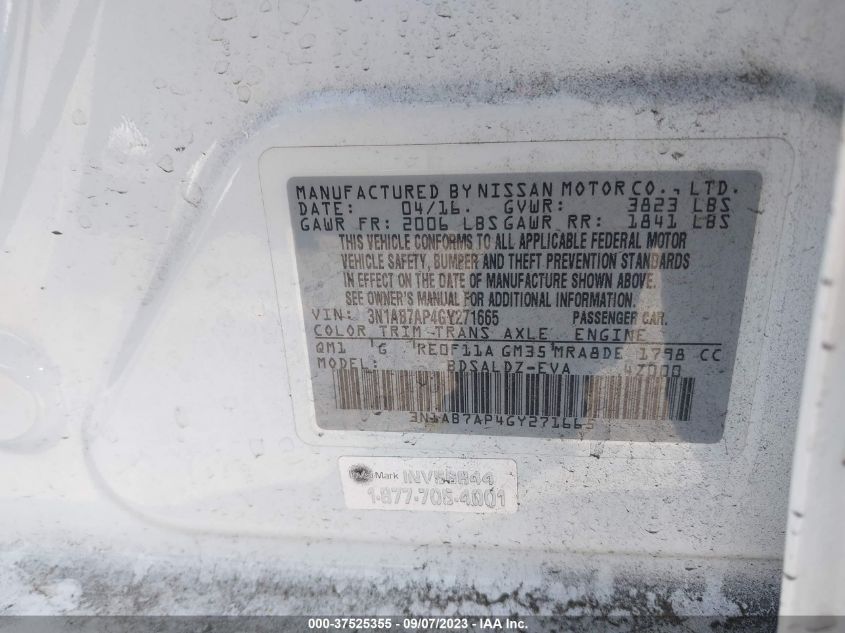 MANUFACTURED BY NISSAN MOTOR CO., LTD.
DATE: 04/16. GVWR: 3823 LBS
GAWR FR: 2006 LBS GAWR RR: 1841 LBS
THIS VEHICLE CONFORMS TO ALL APPLICABLE FEDERAL MOTOR
VEHICLE SAFETY, BUMPER AND THEFT PREVENTION STANDARDS
IN EFFECT ON THE DATE OF MANUFACTURE SHOWN ABOVE.
SEE OWNER'S MANUAL FOR ADDITIONAL INFORMATION.
VIN: 3N1AB7AP4GY271665 PASSENGER CAR.
COLOR TRIM TRANS AXLE ENGINE
QM1 G RE0F11A GM35 MRA8DE 1798 CC
MODEL: BDSALDZ-EVA 47000
3N1AB7AP4GY271665
Mark
1-877-705-4001
000-37525355 - 09/07/2023 - IAA, Inc.